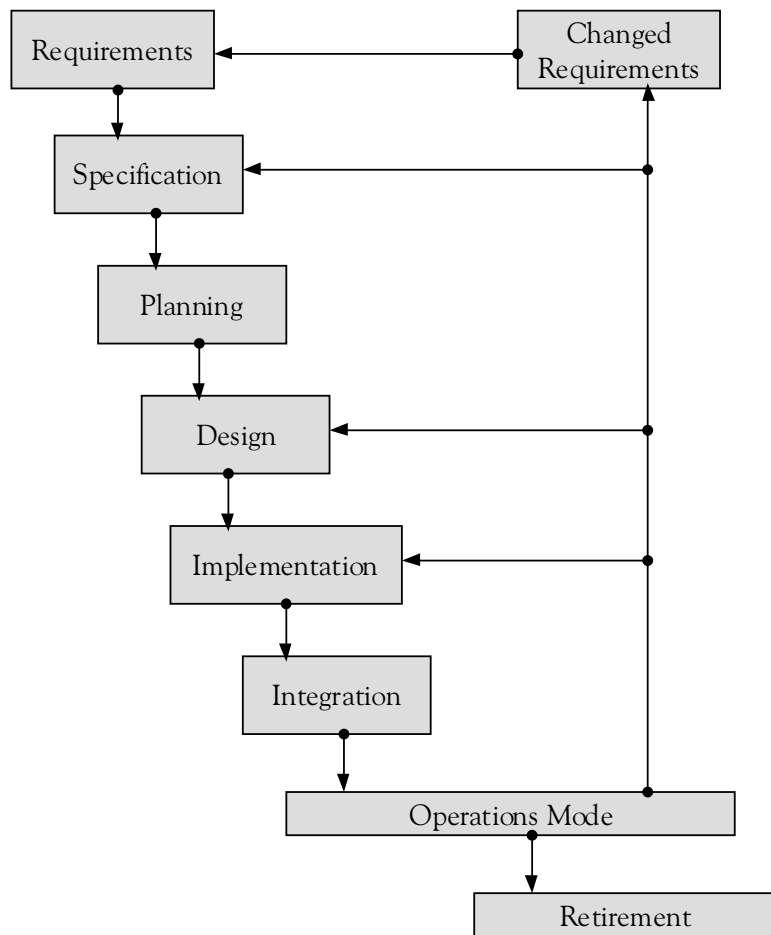 Requirements
Changed
Requirements
Specification
Planning
Design
Implementation
Integration
Operations Mode
Retirement